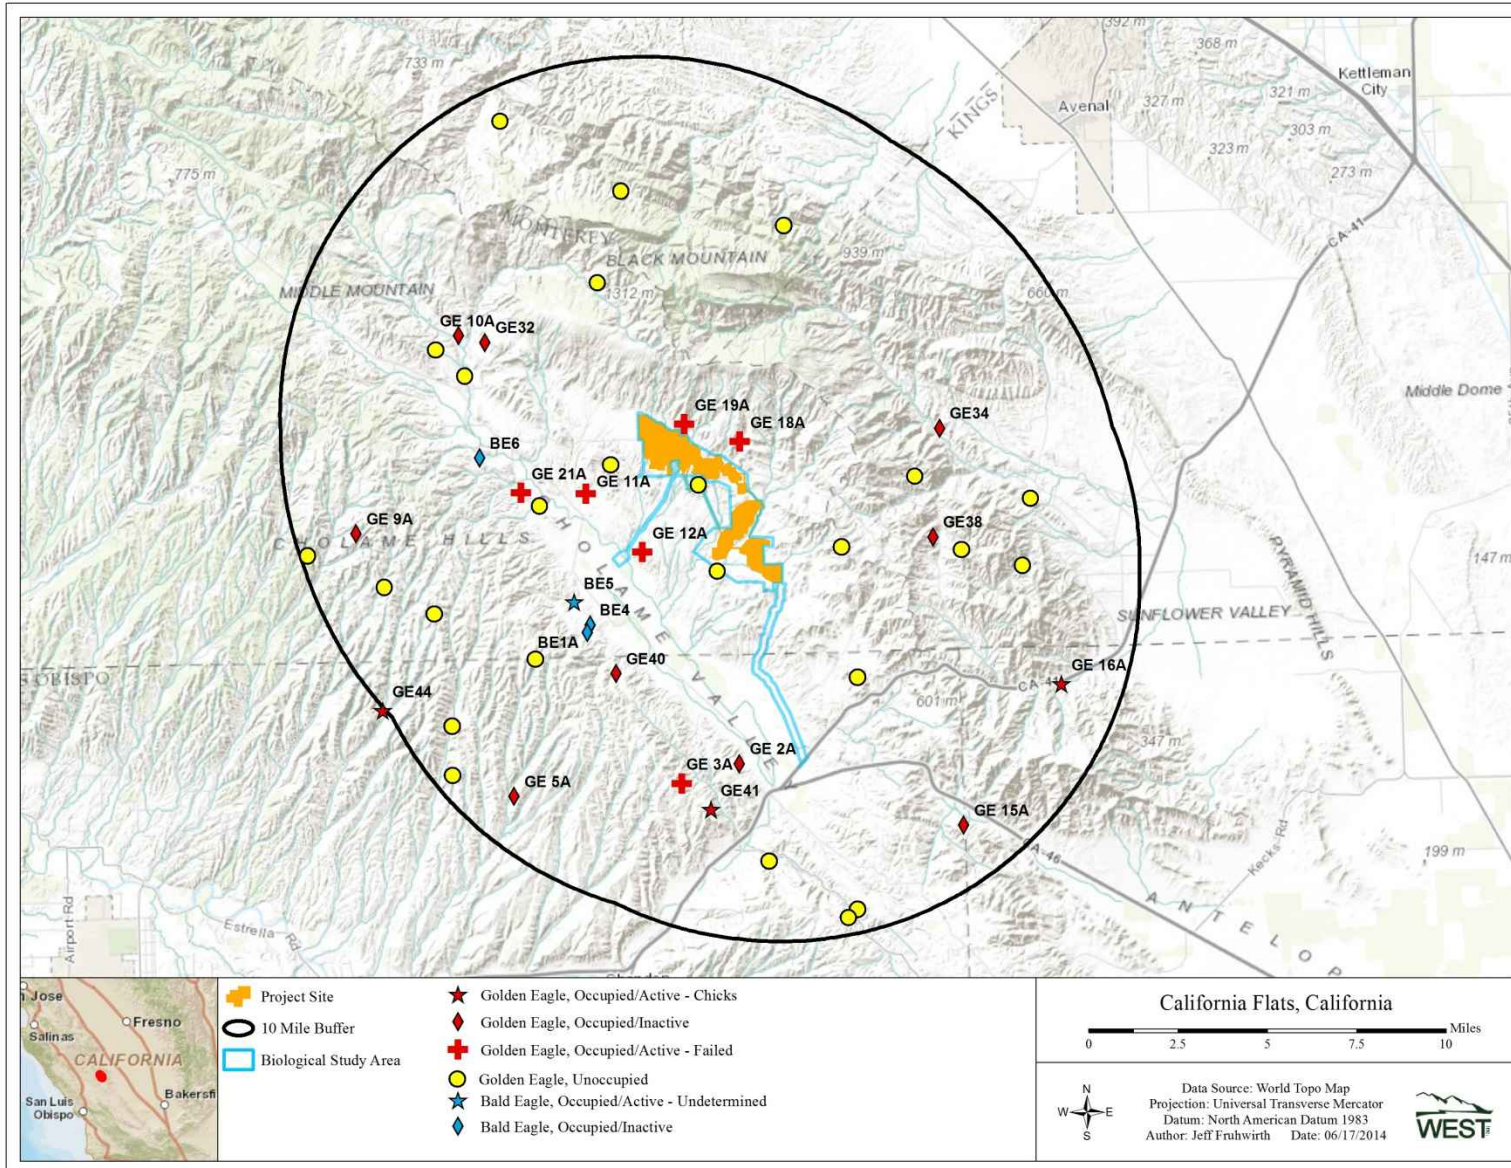 392 m
368 m
733 m
Kettleman
City
321 m
327 m
Avenal
KINGS
303 m
323 m
273 m
775 m
MONTEREY
BLACK MOUNTAIN
939 m
CA-41
MIDDLE MOUNTAIN
1312 m
660 m
GE 10A
GE32
Middle Dome
GE 19A
GE34
GE 18A
BE6
GE 21A
GE 11A
GE 9A
GE38
CHOLAME HILLS
GE 12A
PYRAMID HILLS
147 m
BE5
BE4
SUNFLOWER VALLEY
BE1A
CHOLAME VALLEY
GE40
GE 16A
OBISPO
GE44
601 m
347 m
GE 2A
GE 3A
GE 5A
GE41
GE 15A
CA-46
Kecks Rd
199 m
Airport Rd
Estrella Rd
ANTELOP
San Jose
Salinas
Fresno
CALIFORNIA
San Luis
Obispo
Bakersfi
Project Site
10 Mile Buffer
Biological Study Area
Golden Eagle, Occupied/Active - Chicks
Golden Eagle, Occupied/Inactive
Golden Eagle, Occupied/Active - Failed
Golden Eagle, Unoccupied
Bald Eagle, Occupied/Active - Undetermined
Bald Eagle, Occupied/Inactive
California Flats, California
Miles
0 2.5 5 7.5 10
N
W E
S
Data Source: World Topo Map
Projection: Universal Transverse Mercator
Datum: North American Datum 1983
Author: Jeff Fruhwirth Date: 06/17/2014
WEST INC